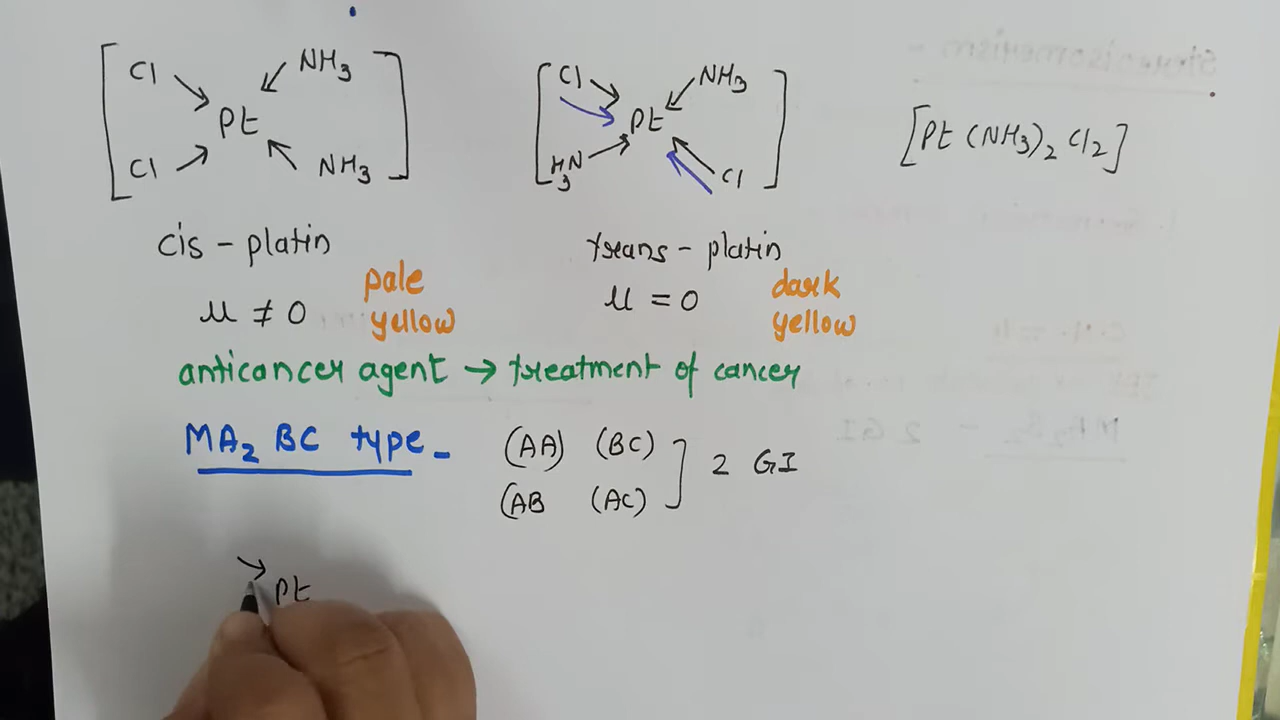 [Cl NH3
Pt
Cl NH3]
cis - platin
μ ≠ 0
pale
yellow
[Cl NH3
Pt
H3N Cl]
trans - platin
μ = 0
dark
yellow
[Pt (NH3)2 Cl2]
anticancer agent → treatment of cancer
MA2 BC type - (AA) (BC) ] 2 GI
(AB (AC)
Pt